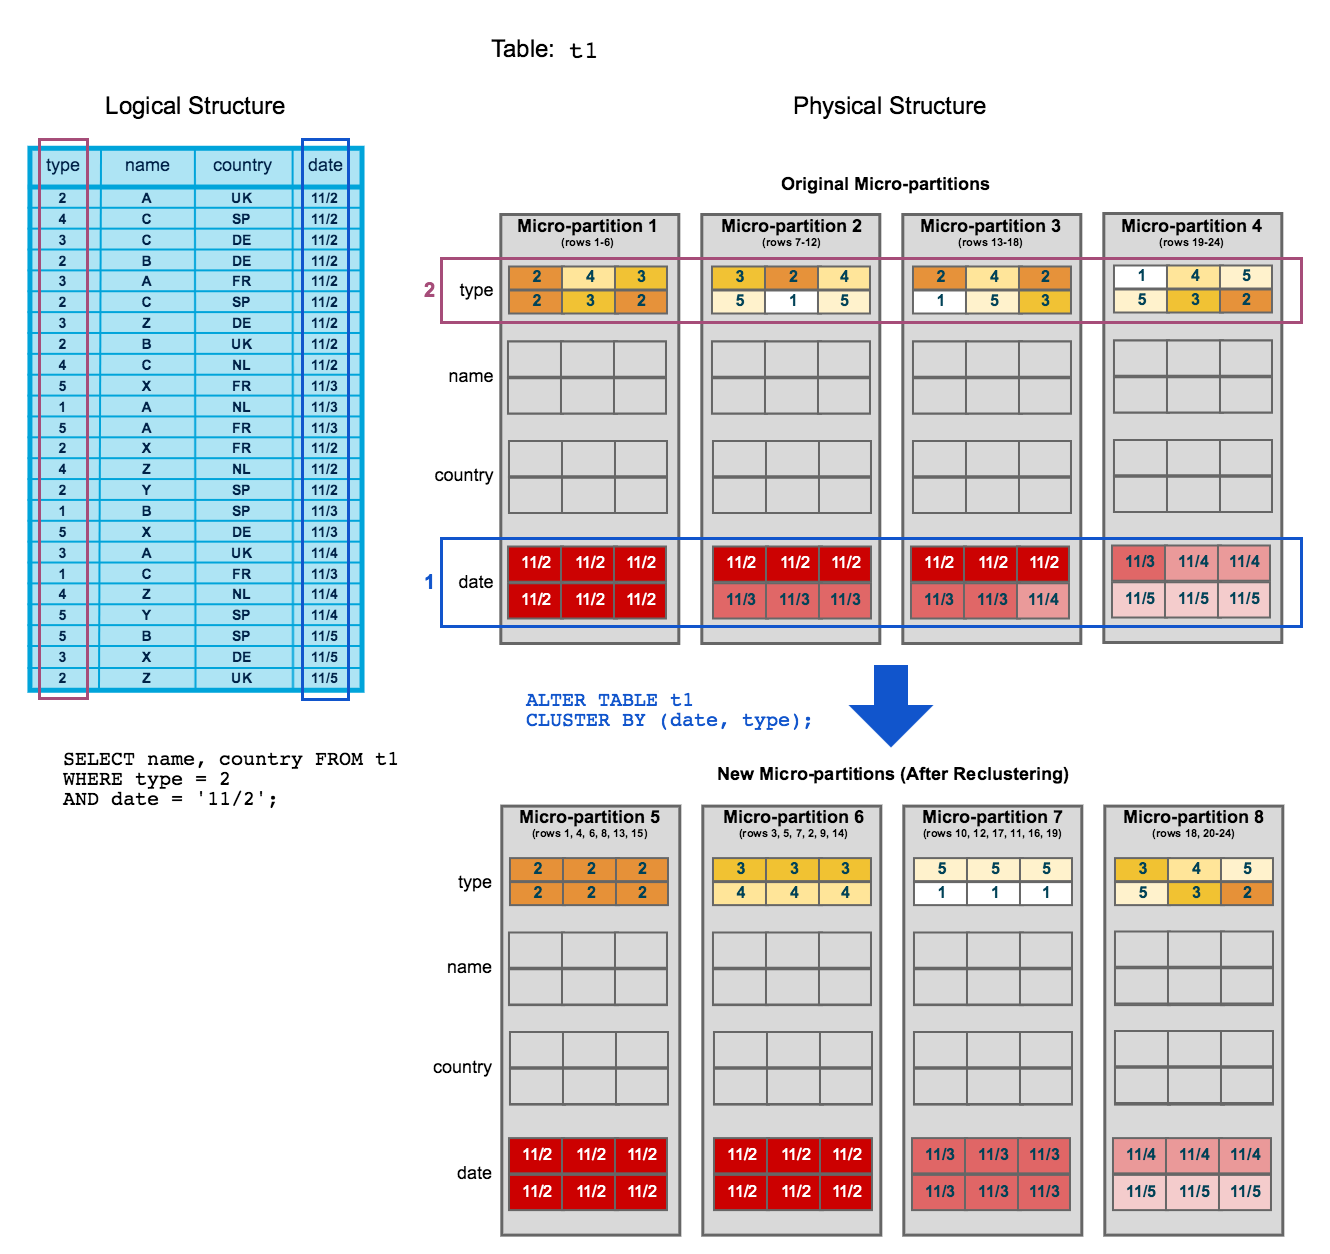 Table: t1
Logical Structure
Physical Structure
type name country date
2 A UK 11/2
4 C SP 11/2
3 C DE 11/2
2 B DE 11/2
3 A FR 11/2
2 C SP 11/2
3 Z DE 11/2
2 B UK 11/2
4 C NL 11/2
5 X FR 11/3
1 A NL 11/3
5 A FR 11/3
2 X FR 11/2
4 Z NL 11/2
2 Y SP 11/2
1 B SP 11/3
5 X DE 11/3
3 A UK 11/4
1 C FR 11/3
4 Z NL 11/4
5 Y SP 11/4
5 B SP 11/5
3 X DE 11/5
2 Z UK 11/5
SELECT name, country FROM t1
WHERE type = 2
AND date = '11/2';
Original Micro-partitions
Micro-partition 1 Micro-partition 2 Micro-partition 3 Micro-partition 4
(rows 1-6) (rows 7-12) (rows 13-18) (rows 19-24)
2 4 3 3 2 4 2 4 2 1 4 5
2 type
2 3 2 5 1 5 1 5 3 5 3 2
name
country
11/2 11/2 11/2 11/2 11/2 11/2 11/2 11/2 11/2 11/3 11/4 11/4
1 date
11/2 11/2 11/2 11/3 11/3 11/3 11/3 11/3 11/4 11/5 11/5 11/5
ALTER TABLE t1
CLUSTER BY (date, type);
New Micro-partitions (After Reclustering)
Micro-partition 5 Micro-partition 6 Micro-partition 7 Micro-partition 8
(rows 1, 4, 6, 8, 13, 15) (rows 3, 5, 7, 2, 9, 14) (rows 10, 12, 17, 11, 16, 19) (rows 18, 20-24)
2 2 2 3 3 3 5 5 5 3 4 5
type
2 2 2 4 4 4 1 1 1 5 3 2
name
country
11/2 11/2 11/2 11/2 11/2 11/2 11/3 11/3 11/3 11/4 11/4 11/4
date
11/2 11/2 11/2 11/2 11/2 11/2 11/3 11/3 11/3 11/5 11/5 11/5